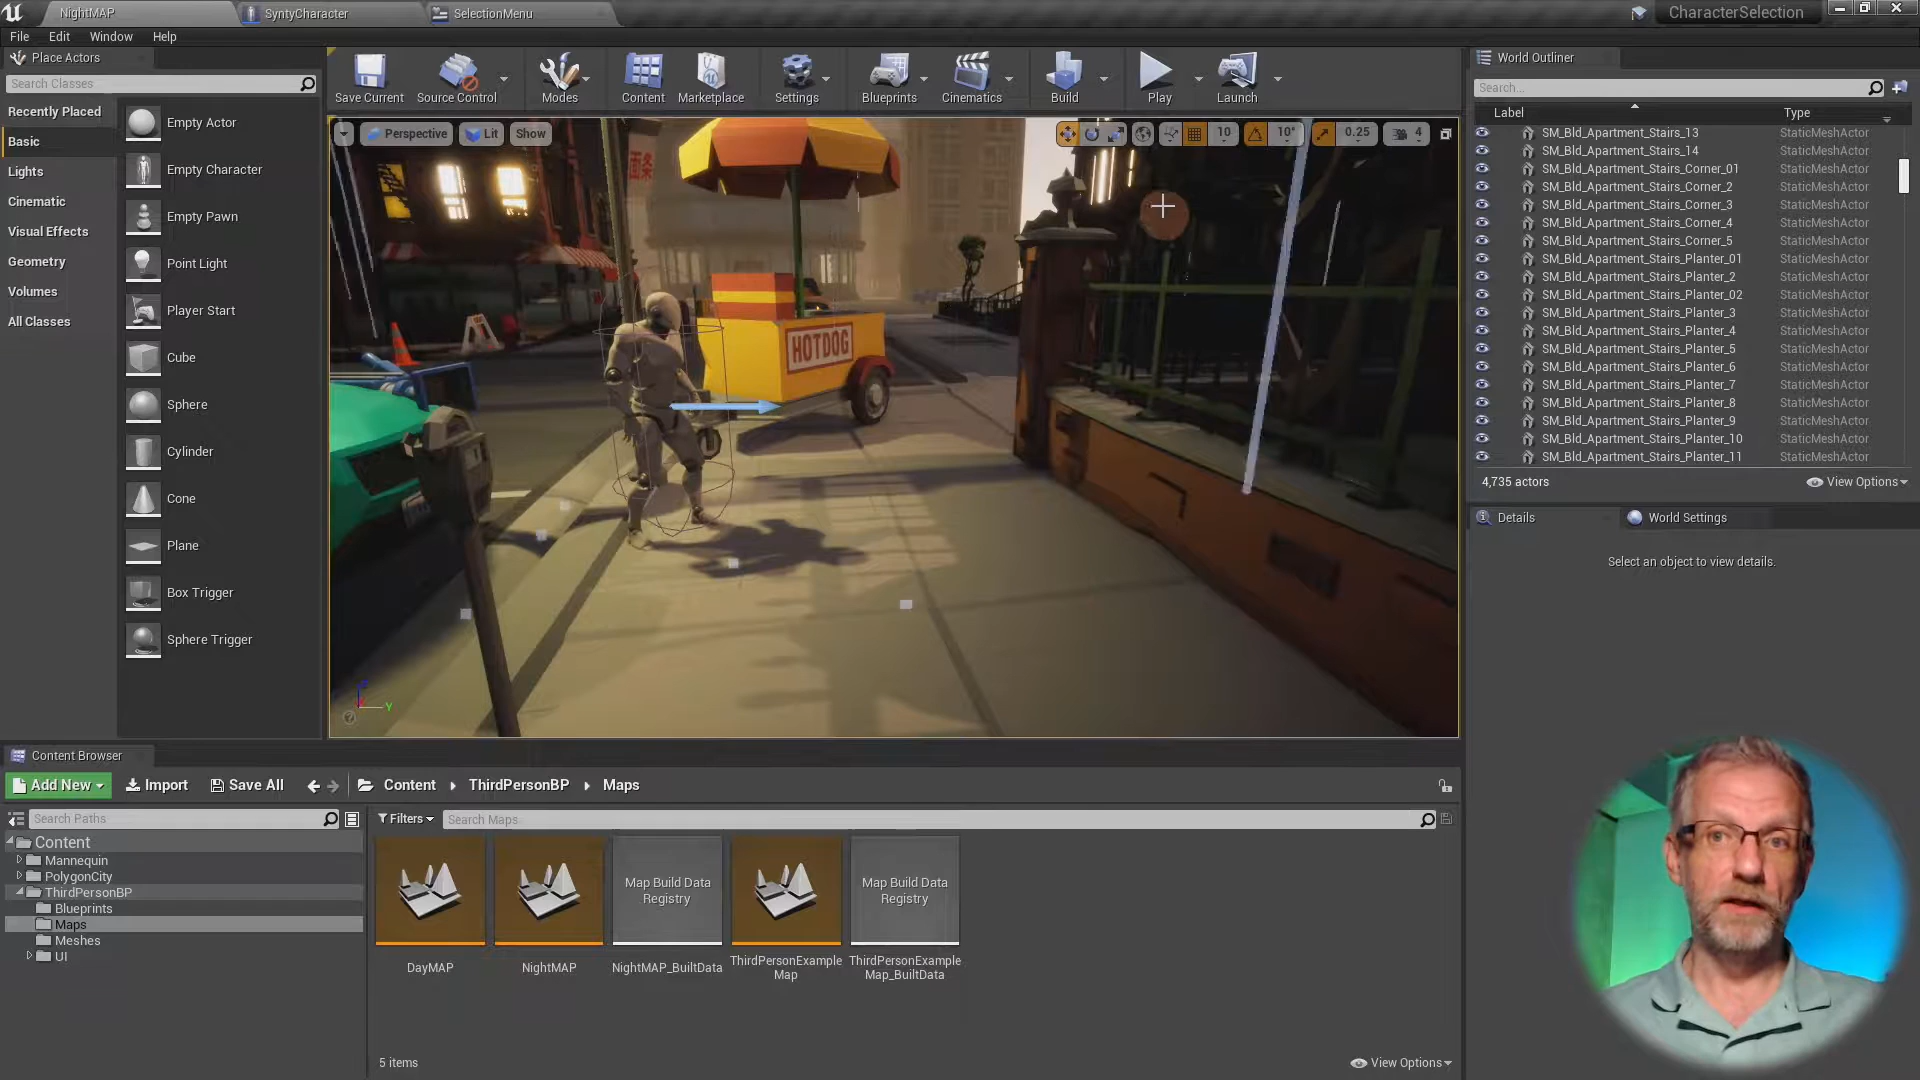 NightMAP
SyntyCharacter
SelectionMenu
CharacterSelection
File Edit Window Help
Place Actors
Search Classes
Recently Placed
Basic
Lights
Cinematic
Visual Effects
Geometry
Volumes
All Classes
Empty Actor
Empty Character
Empty Pawn
Point Light
Player Start
Cube
Sphere
Cylinder
Cone
Plane
Box Trigger
Sphere Trigger
Save Current
Source Control
Modes
Content
Marketplace
Settings
Blueprints
Cinematics
Build
Play
Launch
Perspective
Lit
Show
10
10°
0.25
4
HOTDOG
World Outliner
Search...
Label Type
SM_Bld_Apartment_Stairs_13 StaticMeshActor
SM_Bld_Apartment_Stairs_14 StaticMeshActor
SM_Bld_Apartment_Stairs_Corner_01 StaticMeshActor
SM_Bld_Apartment_Stairs_Corner_2 StaticMeshActor
SM_Bld_Apartment_Stairs_Corner_3 StaticMeshActor
SM_Bld_Apartment_Stairs_Corner_4 StaticMeshActor
SM_Bld_Apartment_Stairs_Corner_5 StaticMeshActor
SM_Bld_Apartment_Stairs_Planter_01 StaticMeshActor
SM_Bld_Apartment_Stairs_Planter_2 StaticMeshActor
SM_Bld_Apartment_Stairs_Planter_02 StaticMeshActor
SM_Bld_Apartment_Stairs_Planter_3 StaticMeshActor
SM_Bld_Apartment_Stairs_Planter_4 StaticMeshActor
SM_Bld_Apartment_Stairs_Planter_5 StaticMeshActor
SM_Bld_Apartment_Stairs_Planter_6 StaticMeshActor
SM_Bld_Apartment_Stairs_Planter_7 StaticMeshActor
SM_Bld_Apartment_Stairs_Planter_8 StaticMeshActor
SM_Bld_Apartment_Stairs_Planter_9 StaticMeshActor
SM_Bld_Apartment_Stairs_Planter_10 StaticMeshActor
SM_Bld_Apartment_Stairs_Planter_11 StaticMeshActor
4,735 actors
View Options
Details
World Settings
Select an object to view details.
Y
Content Browser
Add New
Import
Save All
Content
ThirdPersonBP
Maps
Search Paths
Filters
Search Maps
Content
Mannequin
PolygonCity
ThirdPersonBP
Blueprints
Maps
Meshes
UI
DayMAP
NightMAP
Map Build Data
Registry
NightMAP_BuiltData
ThirdPersonExample
Map
Map Build Data
Registry
ThirdPersonExample
Map_BuiltData
5 items
View Options